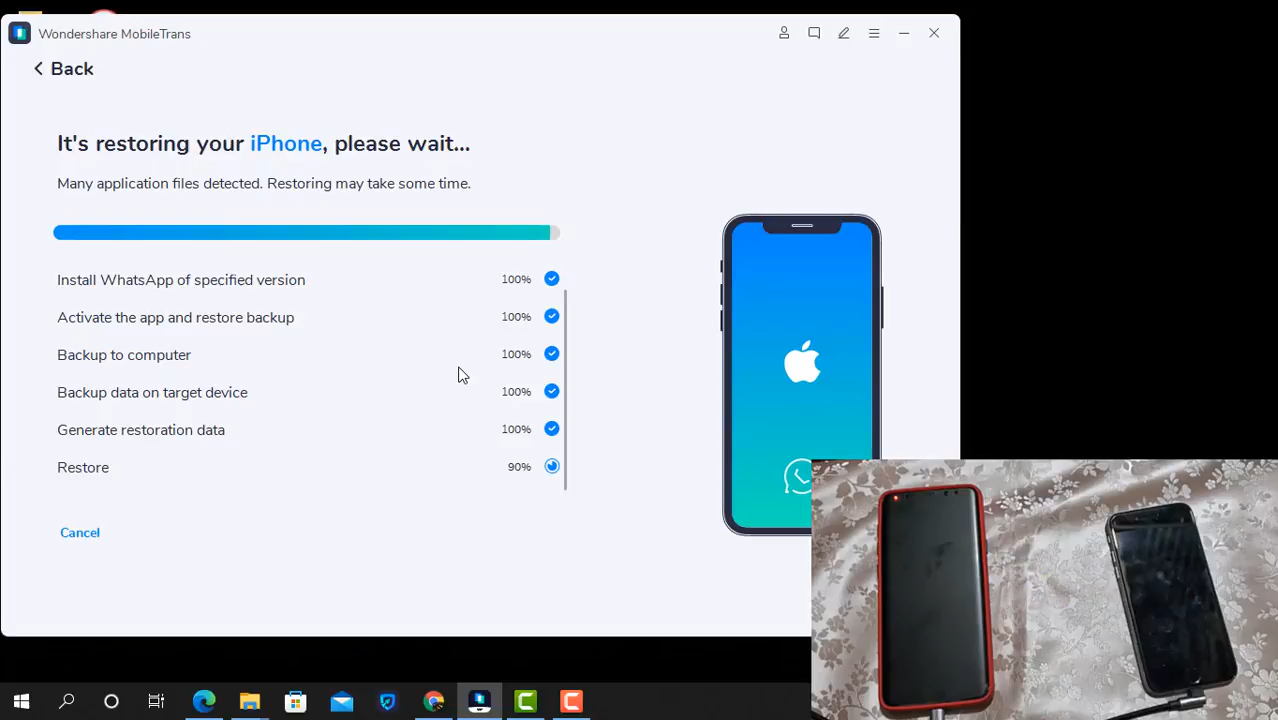 Wondershare MobileTrans
Back
It's restoring your iPhone, please wait...
Many application files detected. Restoring may take some time.
Install WhatsApp of specified version 100%
Activate the app and restore backup 100%
Backup to computer 100%
Backup data on target device 100%
Generate restoration data 100%
Restore 90%
Cancel